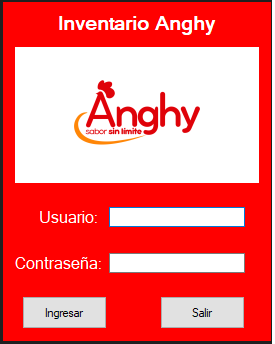 Inventario Anghy
Anghy
sabor sin límite
Usuario:
Contraseña:
Ingresar
Salir